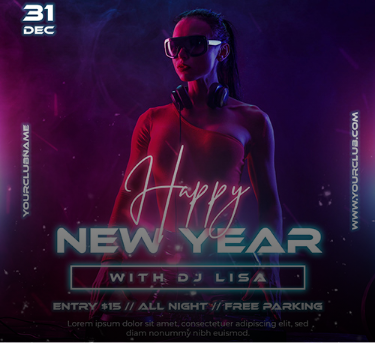 31
DEC
YOURCLUBNAME
WWW.YOURCLUB.COM
Happy
NEW YEAR
WITH DJ LISA
ENTRY $15 // ALL NIGHT // FREE PARKING
Lorem ipsum dolor sit amet, consectetuer adipiscing elit, sed
diam nonummy nibh euismod.